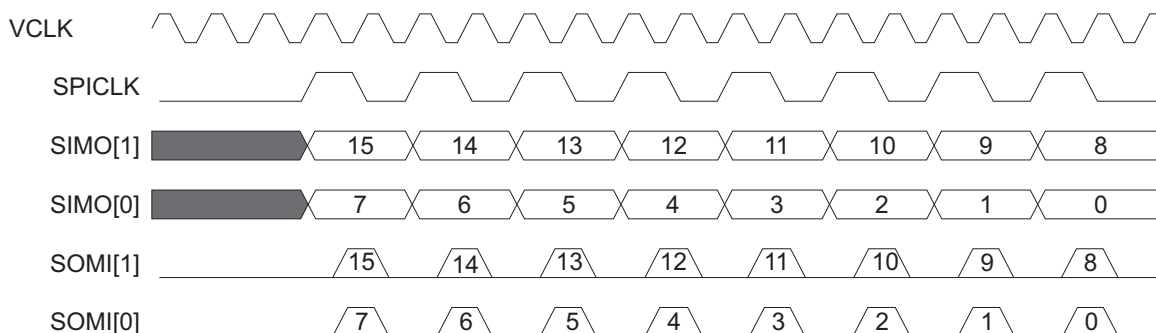 VCLK
SPICLK
SIMO[1] 15 14 13 12 11 10 9 8
SIMO[0] 7 6 5 4 3 2 1 0
SOMI[1] 15 14 13 12 11 10 9 8
SOMI[0] 7 6 5 4 3 2 1 0